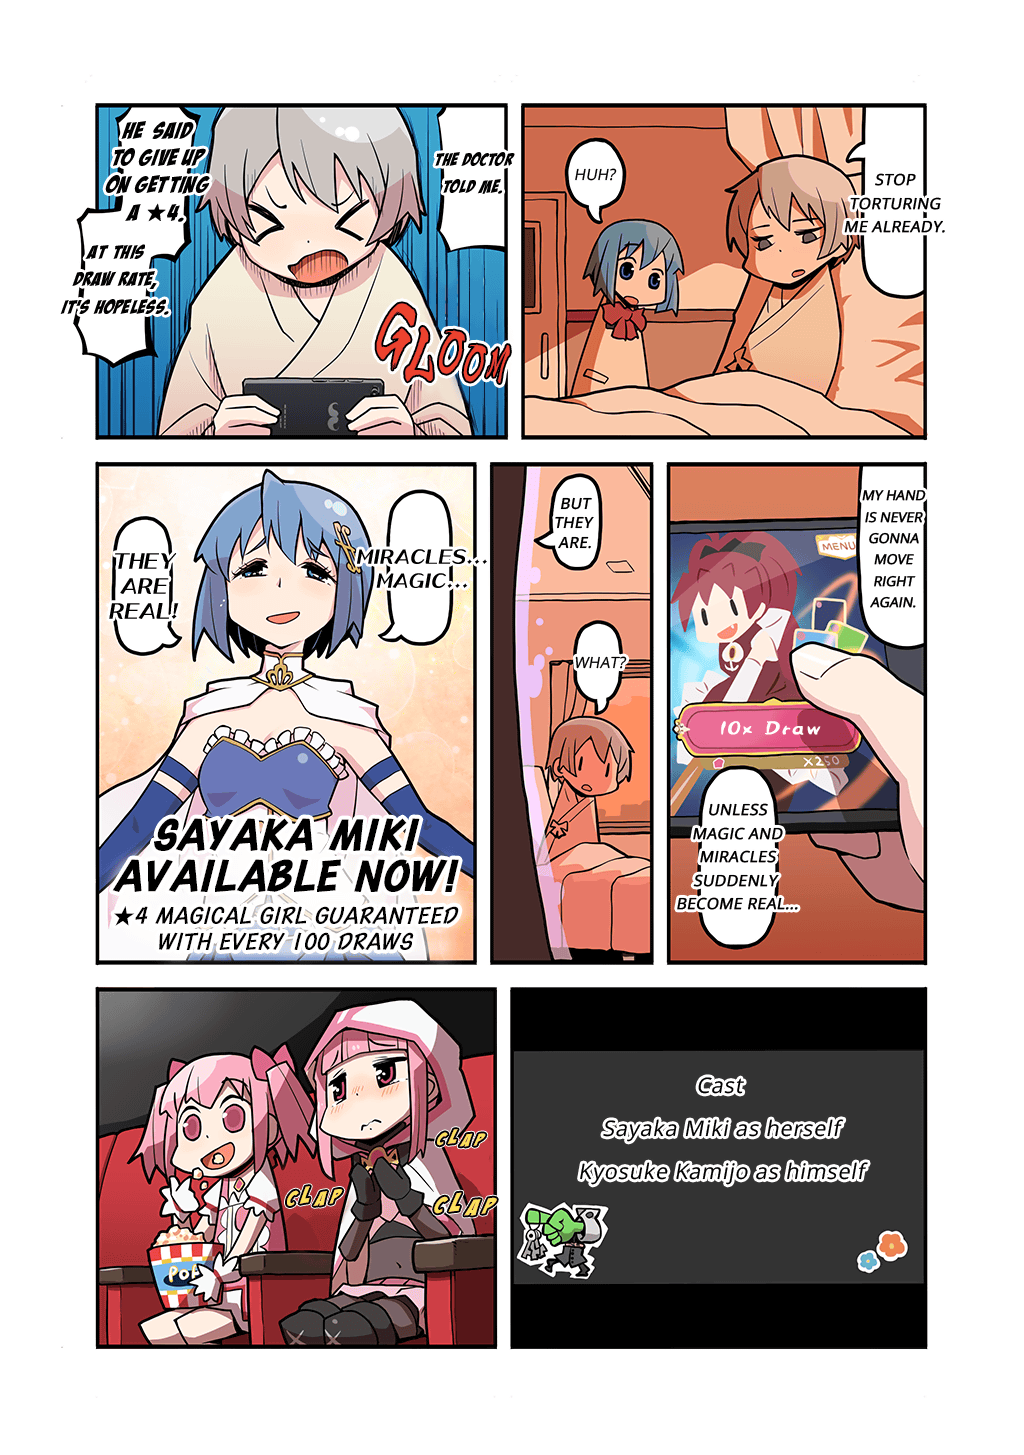 STOP
TORTURING
ME ALREADY.
HUH?
THE DOCTOR
TOLD ME.
HE SAID
TO GIVE UP
ON GETTING
A ★4.
AT THIS
DRAW RATE,
IT'S HOPELESS.
GLOOM
MY HAND
IS NEVER
GONNA
MOVE
RIGHT
AGAIN.
MENU
10x Draw
x250
UNLESS
MAGIC AND
MIRACLES
SUDDENLY
BECOME REAL...
BUT
THEY
ARE.
WHAT?
MIRACLES...
MAGIC...
THEY
ARE
REAL!
SAYAKA MIKI
AVAILABLE NOW!
★4 MAGICAL GIRL GUARANTEED
WITH EVERY 100 DRAWS
Cast
Sayaka Miki as herself
Kyosuke Kamijo as himself
CLAP
CLAP
CLAP
Po